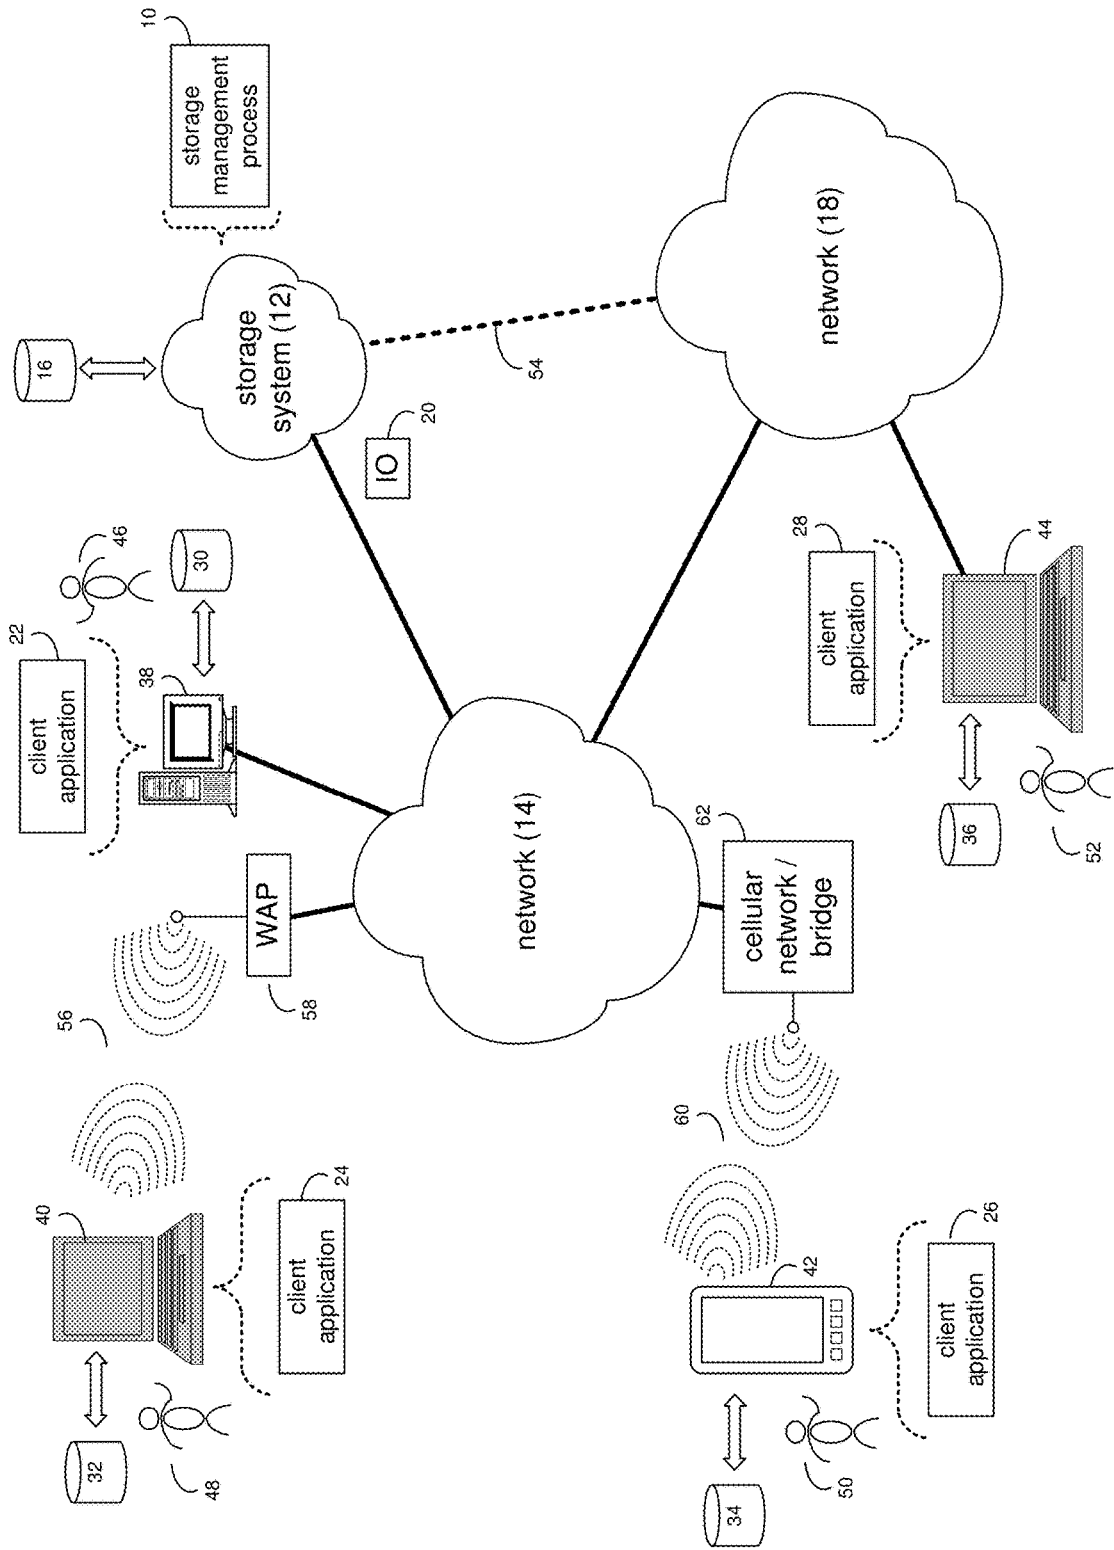 10
storage
management
process
16
storage
system (12)
54
network (18)
IO
20
46
30
22
client
application
38
28
client
application
44
36
52
network (14)
WAP
58
56
62
cellular
network /
bridge
60
40
24
client
application
32
48
42
26
client
application
34
50